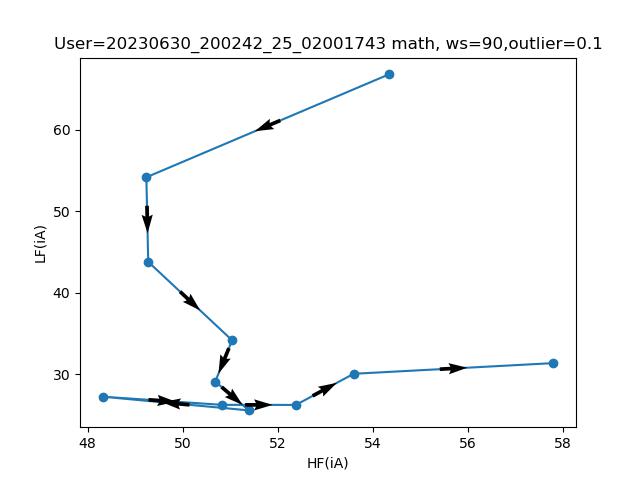 User=20230630_200242_25_02001743 math, ws=90,outlier=0.1
60
50
40
30
LF(iA)
48 50 52 54 56 58
HF(iA)